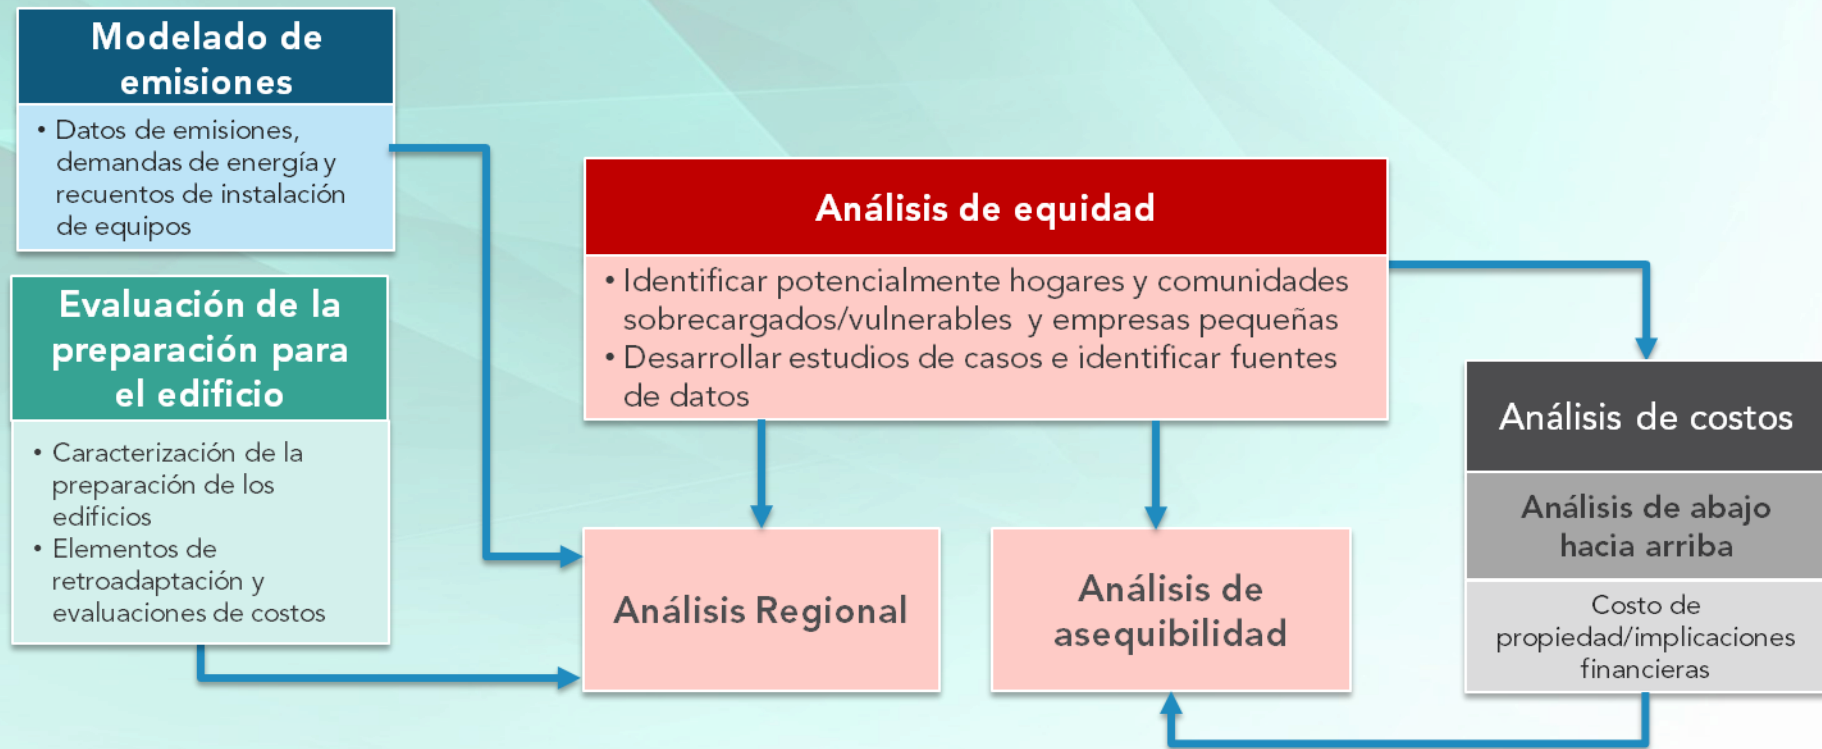 Modelado de
emisiones
• Datos de emisiones,
demandas de energía y
recuentos de instalación
de equipos
Evaluación de la
preparación para
el edificio
• Caracterización de la
preparación de los
edificios
• Elementos de
retroadaptación y
evaluaciones de costos
Análisis de equidad
• Identificar potencialmente hogares y comunidades
sobrecargados/vulnerables y empresas pequeñas
• Desarrollar estudios de casos e identificar fuentes
de datos
Análisis Regional
Análisis de
asequibilidad
Análisis de costos
Análisis de abajo
hacia arriba
Costo de
propiedad/implicaciones
financieras